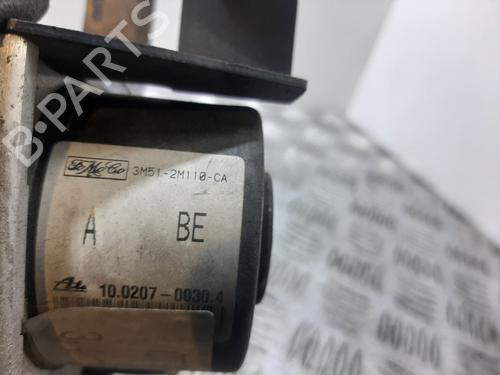 FoMoCo 3M51-2M110-CA
A BE
Ate 10.0207-0030.4
B-PARTS